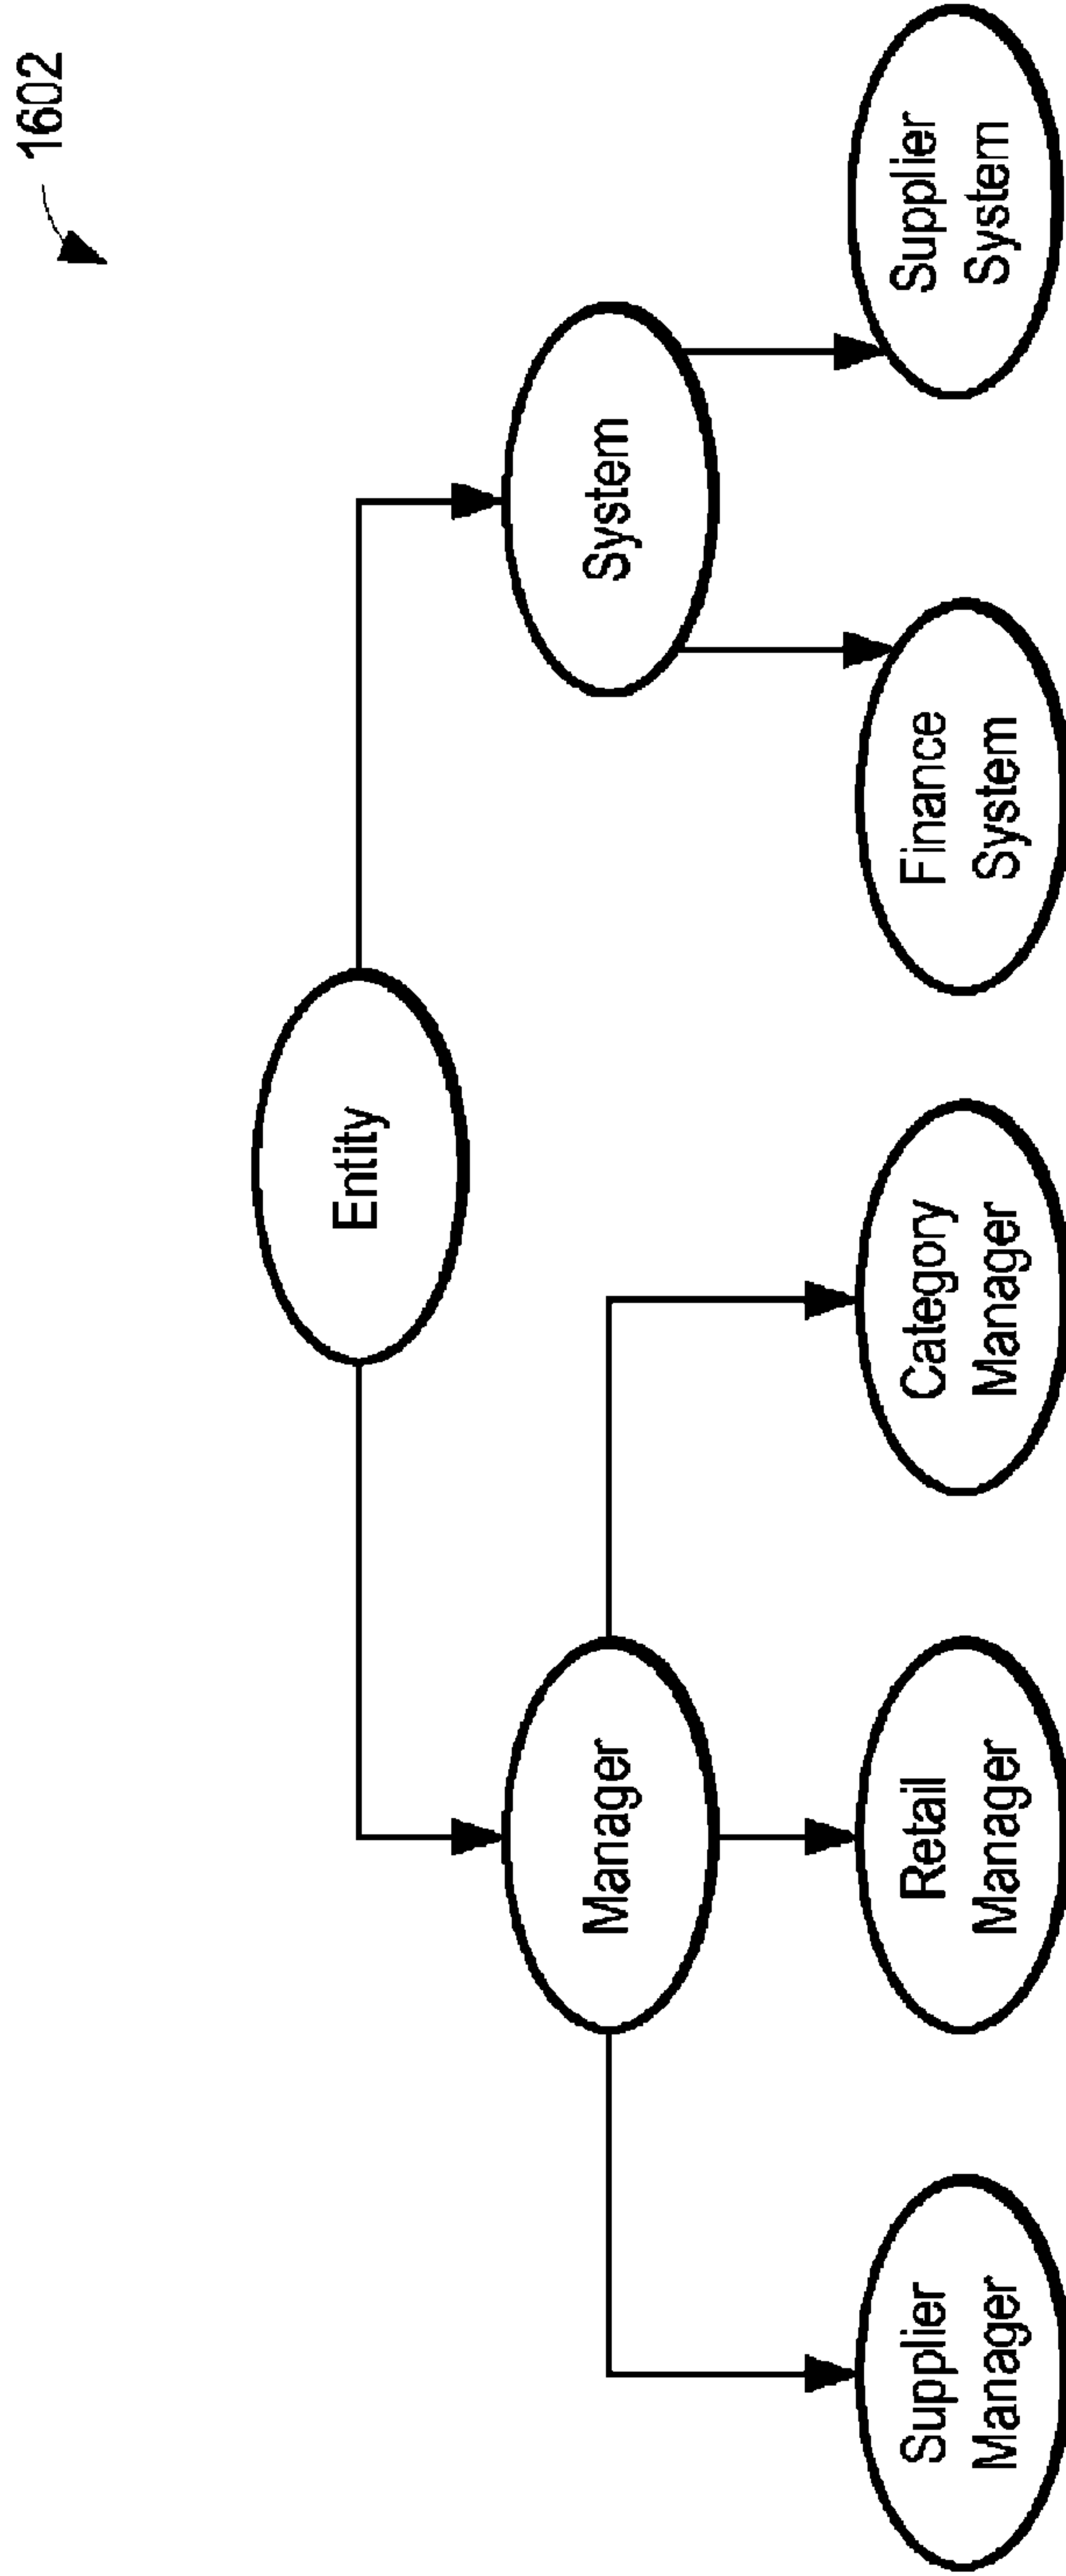 1602
Entity
Manager
System
Supplier
Manager
Retail
Manager
Category
Manager
Finance
System
Supplier
System